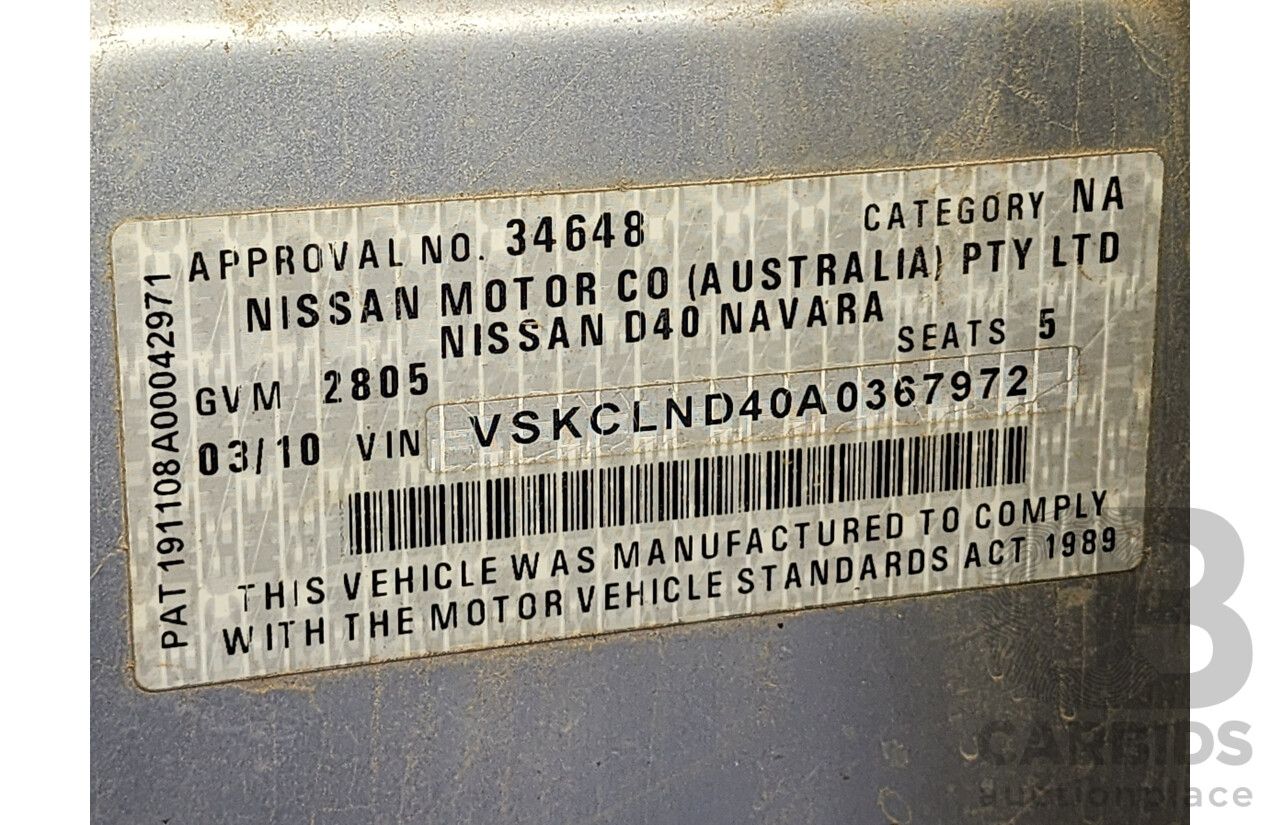 APPROVAL NO. 34648 CATEGORY NA
NISSAN MOTOR CO (AUSTRALIA) PTY LTD
NISSAN D40 NAVARA
GVM 2805 SEATS 5
03/10 VIN VSKCLND40A0367972
THIS VEHICLE WAS MANUFACTURED TO COMPLY
WITH THE MOTOR VEHICLE STANDARDS ACT 1989
PAT 191108A00042971
CARBIDS
auctionplace